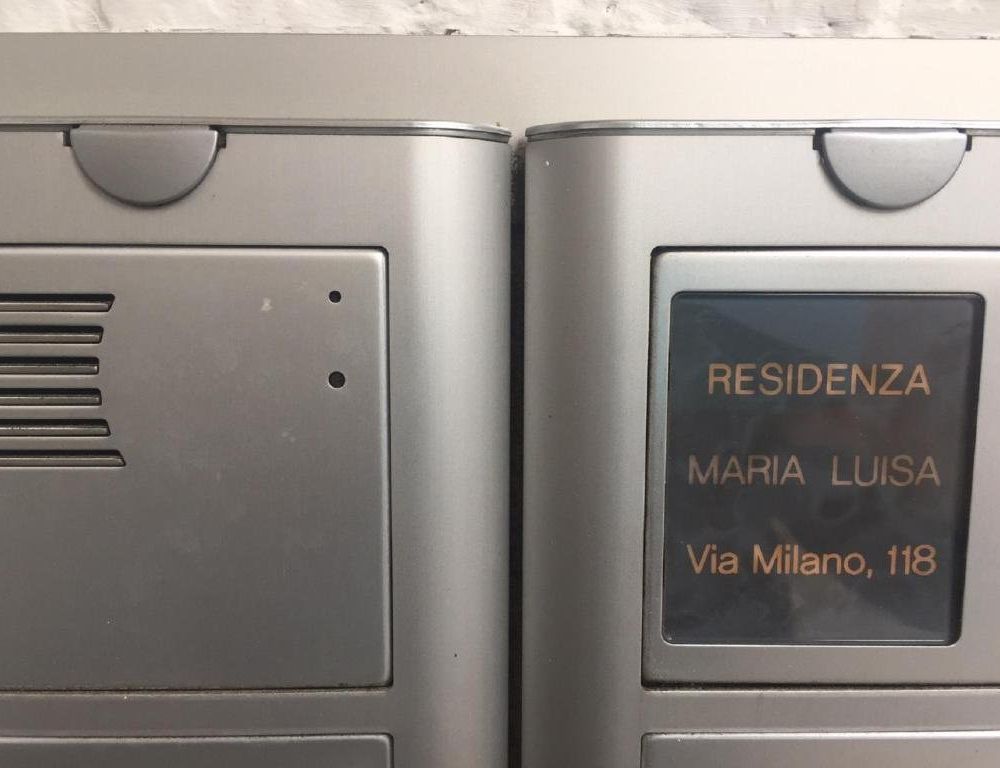 RESIDENZA
MARIA LUISA
Via Milano, 118